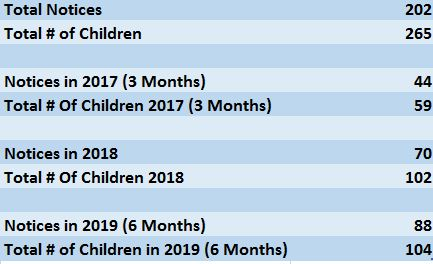 Total Notices 202
Total # of Children 265
Notices in 2017 (3 Months) 44
Total # Of Children 2017 (3 Months) 59
Notices in 2018 70
Total # Of Children 2018 102
Notices in 2019 (6 Months) 88
Total # of Children in 2019 (6 Months) 104